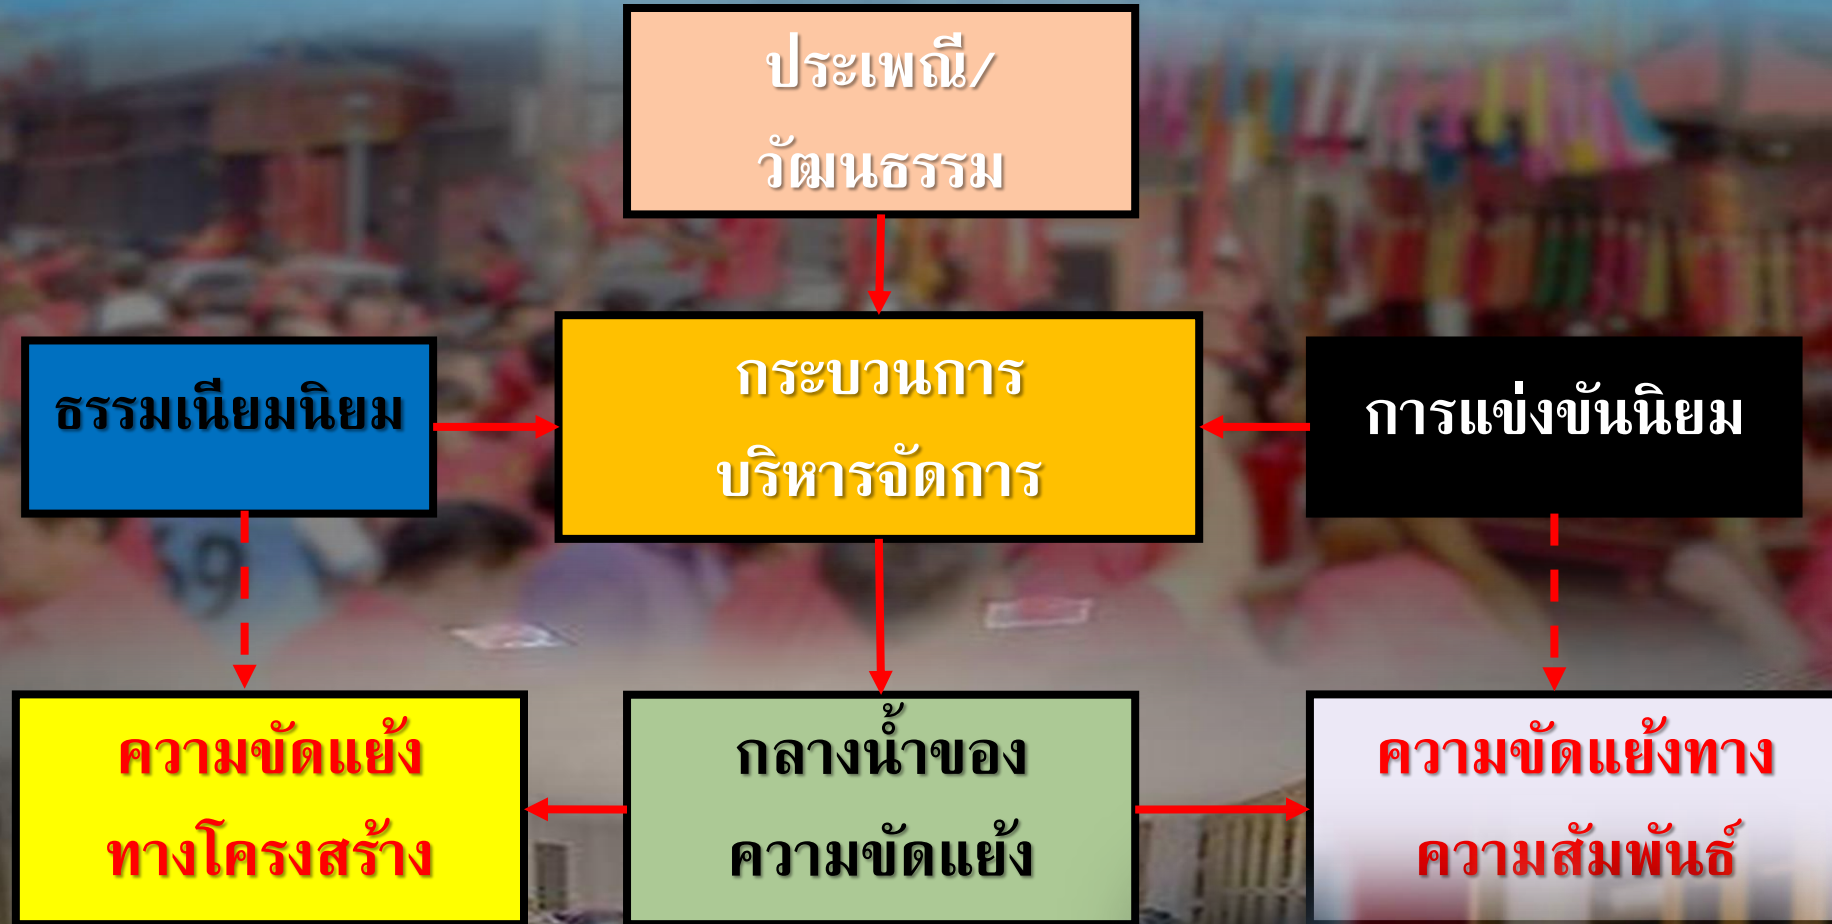 ประเพณี/
วัฒนธรรม
ธรรมเนียมนิยม
กระบวนการ
บริหารจัดการ
การแข่งขันนิยม
ความขัดแย้ง
ทางโครงสร้าง
กลางน้ำของ
ความขัดแย้ง
ความขัดแย้งทาง
ความสัมพันธ์